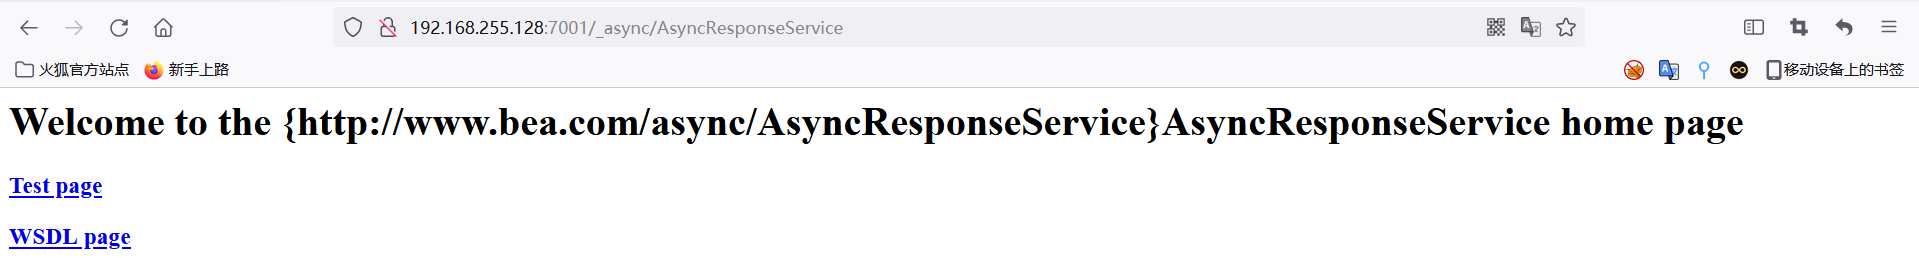 192.168.255.128:7001/_async/AsyncResponseService
火狐官方站点 新手上路 移动设备上的书签
Welcome to the {http://www.bea.com/async/AsyncResponseService}AsyncResponseService home page
Test page
WSDL page